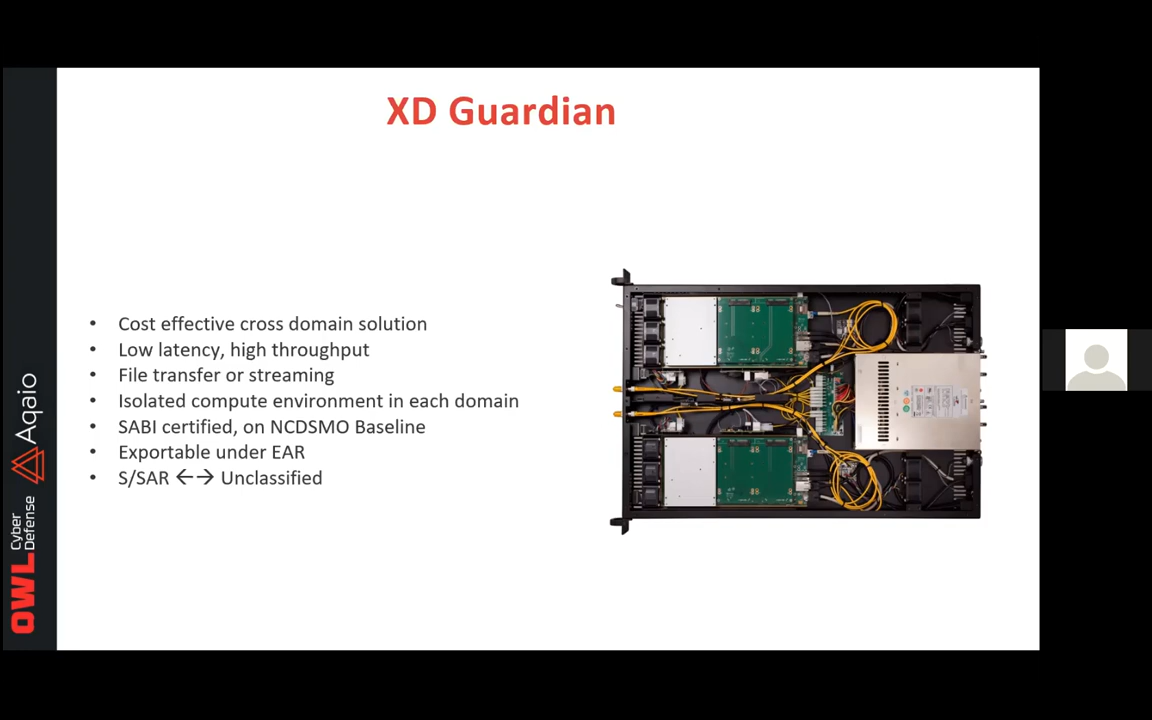 XD Guardian
• Cost effective cross domain solution
• Low latency, high throughput
• File transfer or streaming
• Isolated compute environment in each domain
• SABI certified, on NCDSMO Baseline
• Exportable under EAR
• S/SAR ←→ Unclassified
OWL Cyber
Defense
Aqaio